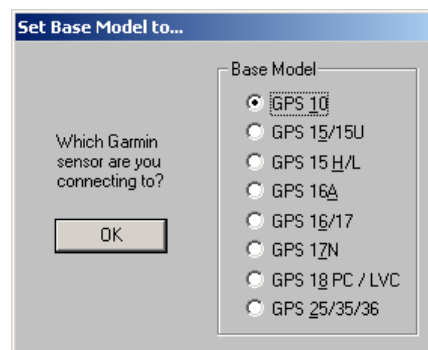 Set Base Model to...
Base Model
GPS 10
GPS 15/15U
GPS 15 H/L
GPS 16A
GPS 16/17
GPS 17N
GPS 18 PC / LVC
GPS 25/35/36
Which Garmin
sensor are you
connecting to?
OK